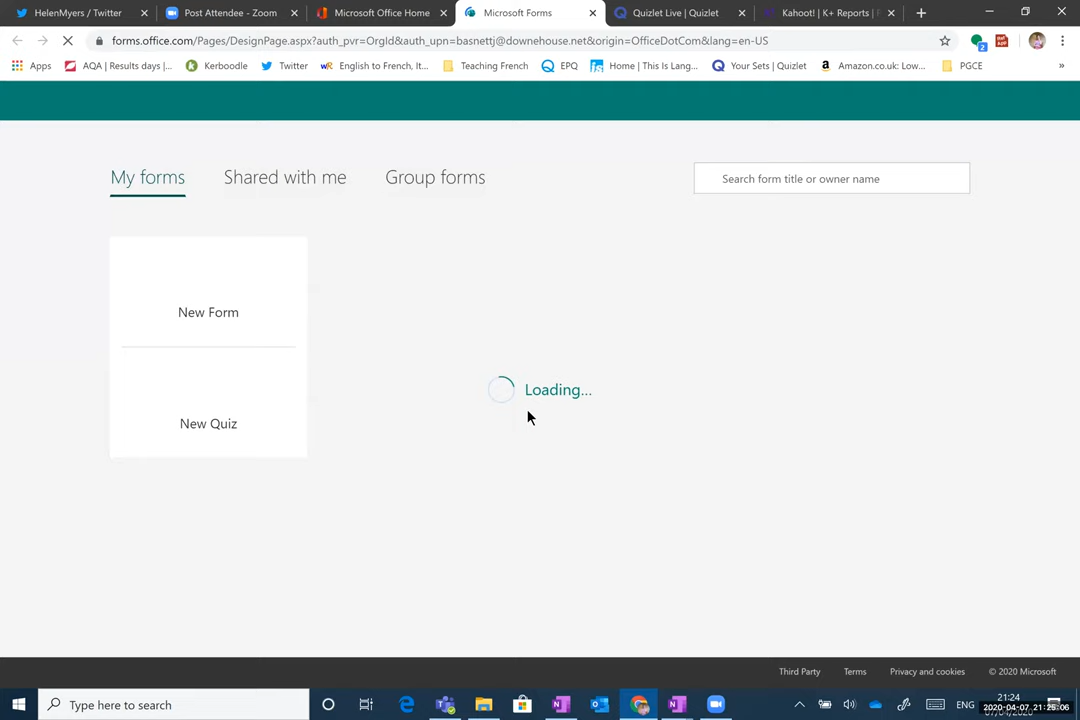 HelenMyers / Twitter
Post Attendee - Zoom
Microsoft Office Home
Microsoft Forms
Quizlet Live | Quizlet
Kahoot! | K+ Reports |
forms.office.com/Pages/DesignPage.aspx?auth_pvr=OrgId&auth_upn=basnettj@downehouse.net&origin=OfficeDotCom&lang=en-US
2
Apps
AQA | Results days |...
Kerboodle
Twitter
English to French, It...
Teaching French
EPQ
Home | This Is Lang...
Your Sets | Quizlet
Amazon.co.uk: Low...
PGCE
»
My forms
Shared with me
Group forms
Search form title or owner name
New Form
New Quiz
Loading...
Third Party
Terms
Privacy and cookies
© 2020 Microsoft
Type here to search
ENG
21:24
2020-04-07 21:25:06